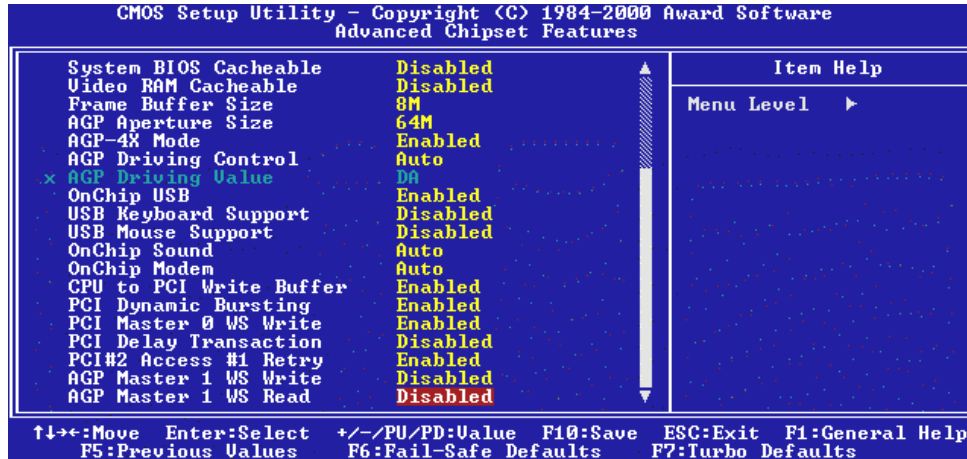 CMOS Setup Utility - Copyright (C) 1984-2000 Award Software
Advanced Chipset Features
System BIOS Cacheable Disabled
Video RAM Cacheable Disabled
Frame Buffer Size 8M
AGP Aperture Size 64M
AGP-4X Mode Enabled
AGP Driving Control Auto
x AGP Driving Value DA
OnChip USB Enabled
USB Keyboard Support Disabled
USB Mouse Support Disabled
OnChip Sound Auto
OnChip Modem Auto
CPU to PCI Write Buffer Enabled
PCI Dynamic Bursting Enabled
PCI Master 0 WS Write Enabled
PCI Delay Transaction Disabled
PCI#2 Access #1 Retry Enabled
AGP Master 1 WS Write Disabled
AGP Master 1 WS Read Disabled
Item Help
Menu Level ►
↑↓→←:Move Enter:Select +/-/PU/PD:Value F10:Save ESC:Exit F1:General Help
F5:Previous Values F6:Fail-Safe Defaults F7:Turbo Defaults